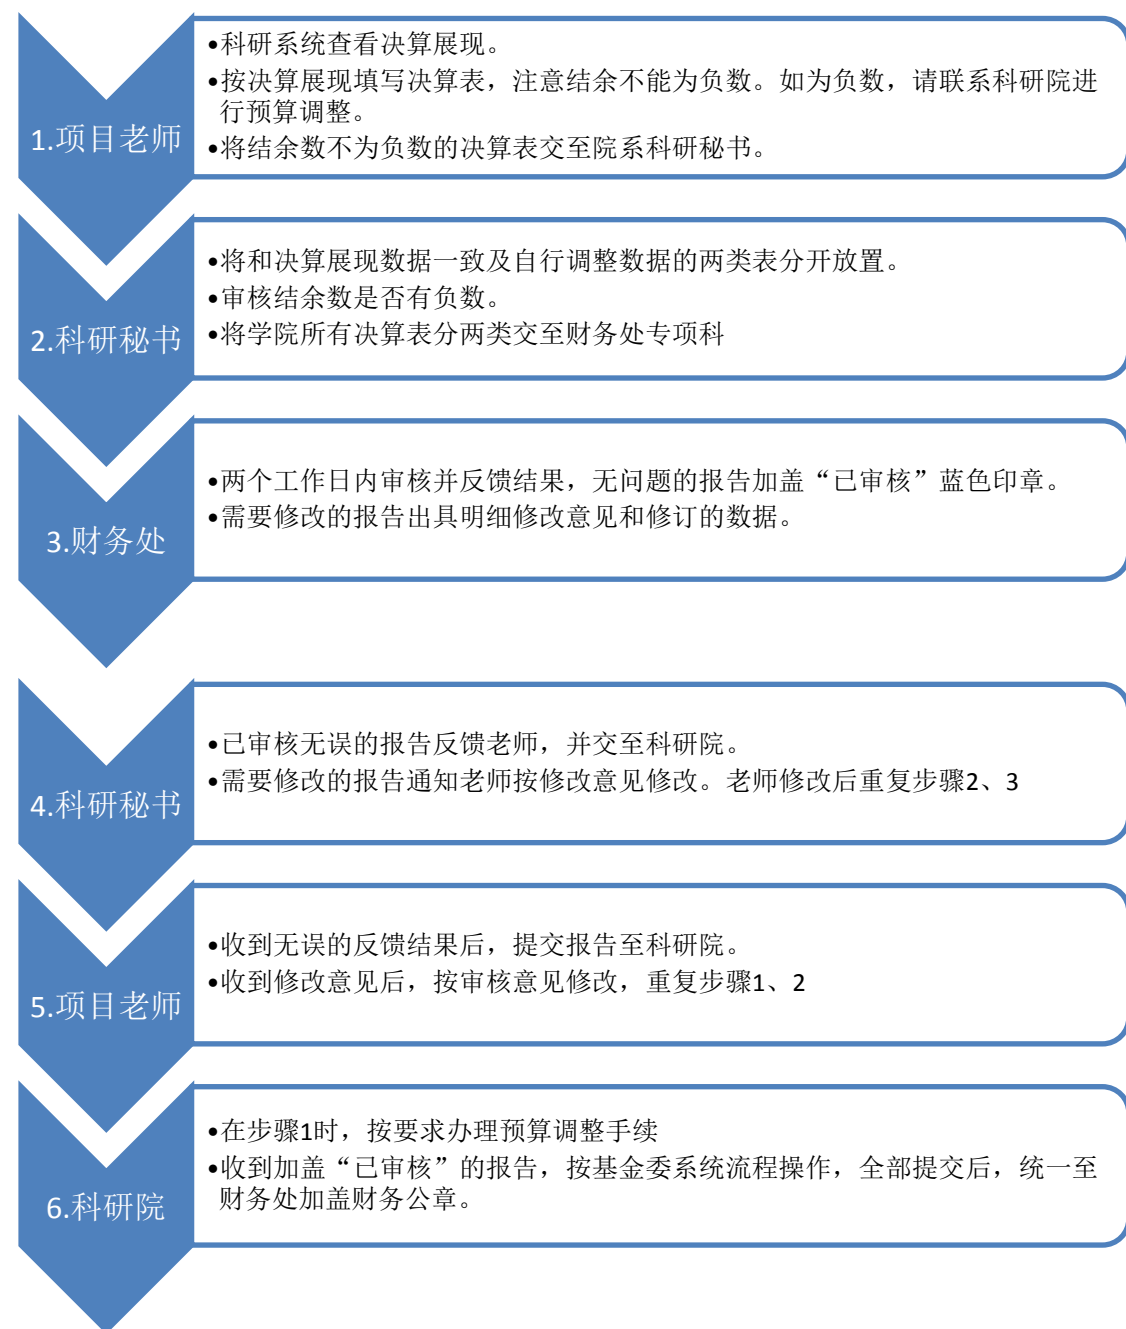 1.项目老师
•科研系统查看决算展现。
•按决算展现填写决算表，注意结余不能为负数。如为负数，请联系科研院进
行预算调整。
•将结余数不为负数的决算表交至院系科研秘书。
2.科研秘书
•将和决算展现数据一致及自行调整数据的两类表分开放置。
•审核结余数是否有负数。
•将学院所有决算表分两类交至财务处专项科
3.财务处
•两个工作日内审核并反馈结果，无问题的报告加盖“已审核”蓝色印章。
•需要修改的报告出具明细修改意见和修订的数据。
4.科研秘书
•已审核无误的报告反馈老师，并交至科研院。
•需要修改的报告通知老师按修改意见修改。老师修改后重复步骤2、3
5.项目老师
•收到无误的反馈结果后，提交报告至科研院。
•收到修改意见后，按审核意见修改，重复步骤1、2
6.科研院
•在步骤1时，按要求办理预算调整手续
•收到加盖“已审核”的报告，按基金委系统流程操作，全部提交后，统一至
财务处加盖财务公章。